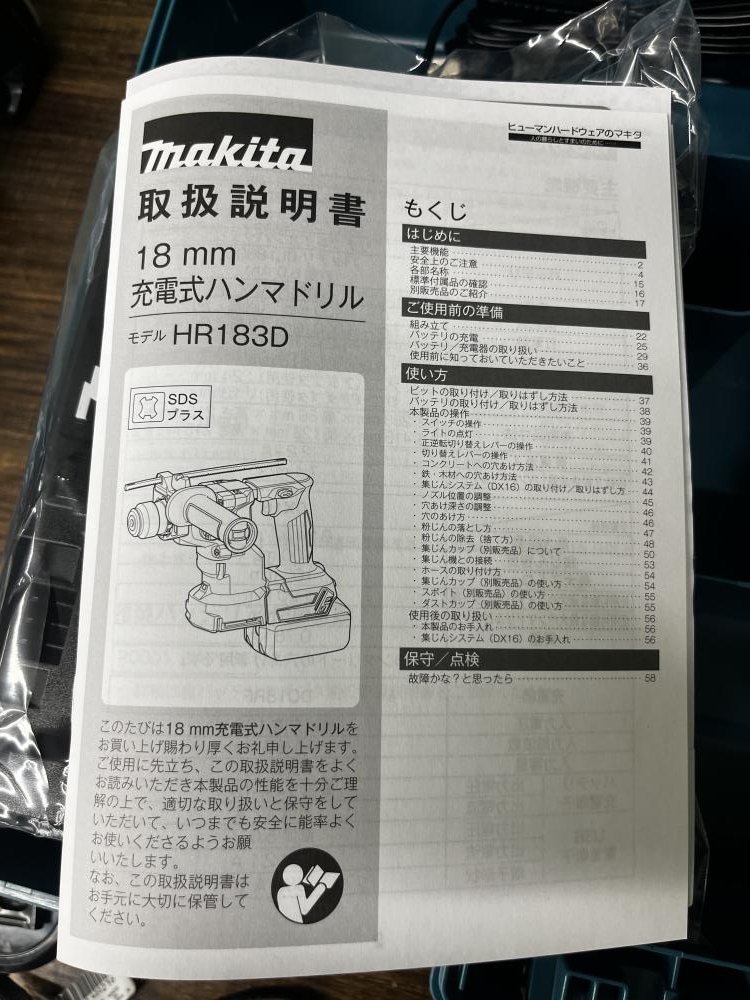 makita
取扱説明書
18 mm
充電式ハンマドリル
モデル HR183D
SDS
プラス
このたびは18 mm充電式ハンマドリルを
お買い上げ賜わり厚くお礼申し上げます。
ご使用に先立ち、この取扱説明書をよく
お読みいただき本製品の性能を十分ご理
解の上で、適切な取り扱いと保守をして
いただいて、いつまでも安全に能率よく
お使いくださるようお願
いいたします。
なお、この取扱説明書は
お手元に大切に保管して
ください。
ヒューマンハードウェアのマキタ
人の暮らしとすまいのために
もくじ
はじめに
主要機能 2
安全上のご注意 4
各部名称 15
標準付属品の確認 16
別販売品のご紹介 17
ご使用前の準備
組み立て 22
バッテリの充電 25
バッテリ／充電器の取り扱い 29
使用前に知っておいていただきたいこと 36
使い方
ビットの取り付け／取りはずし方法 37
バッテリの取り付け／取りはずし方法 38
本製品の操作 39
・ スイッチの操作 39
・ ライトの点灯 39
・ 正逆転切り替えレバーの操作 40
・ 切り替えレバーの操作 41
・ コンクリートへの穴あけ方法 42
・ 鉄・木材への穴あけ方法 43
・ 集じんシステム（DX16）の取り付け／取りはずし方 44
・ ノズル位置の調整 45
・ 穴あけ深さの調整 46
・ 穴のあけ方 46
・ 粉じんの落とし方 47
・ 粉じんの除去（捨て方） 48
・ 集じんカップ（別販売品）について 50
・ 集じん機との接続 53
・ ホースの取り付け方 54
・ 集じんカップ（別販売品）の使い方 54
・ スポイト（別販売品）の使い方 55
・ ダストカップ（別販売品）の使い方 55
使用後の取り扱い 56
・ 本製品のお手入れ 56
・ 集じんシステム（DX16）のお手入れ 56
保守／点検
故障かな？と思ったら 58